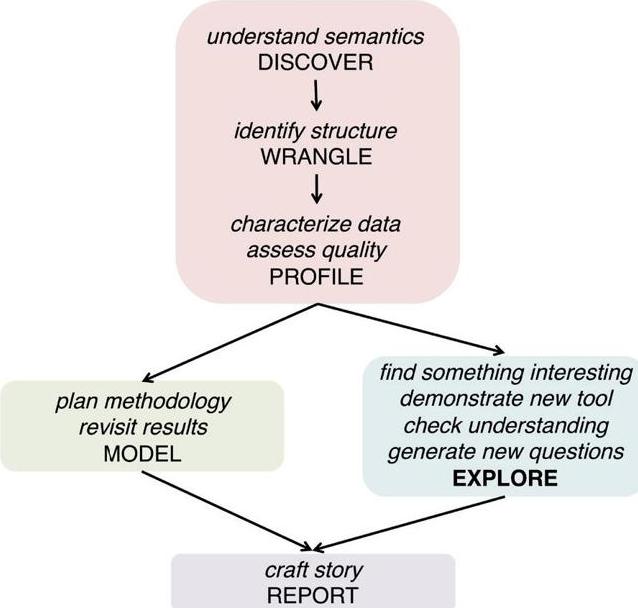 understand semantics
DISCOVER
identify structure
WRANGLE
characterize data
assess quality
PROFILE
plan methodology
revisit results
MODEL
find something interesting
demonstrate new tool
check understanding
generate new questions
EXPLORE
craft story
REPORT